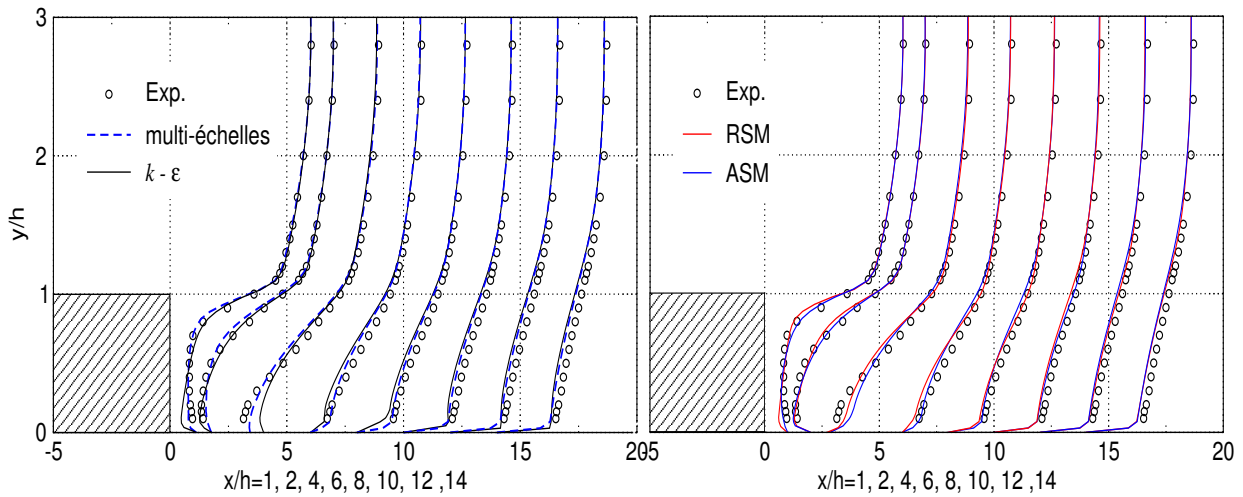 3
2
1
0
y/h
Exp.
multi-échelles
k - ε
-5 0 5 10 15 20
x/h=1, 2, 4, 6, 8, 10, 12 ,14
Exp.
RSM
ASM
-5 0 5 10 15 20
x/h=1, 2, 4, 6, 8, 10, 12 ,14